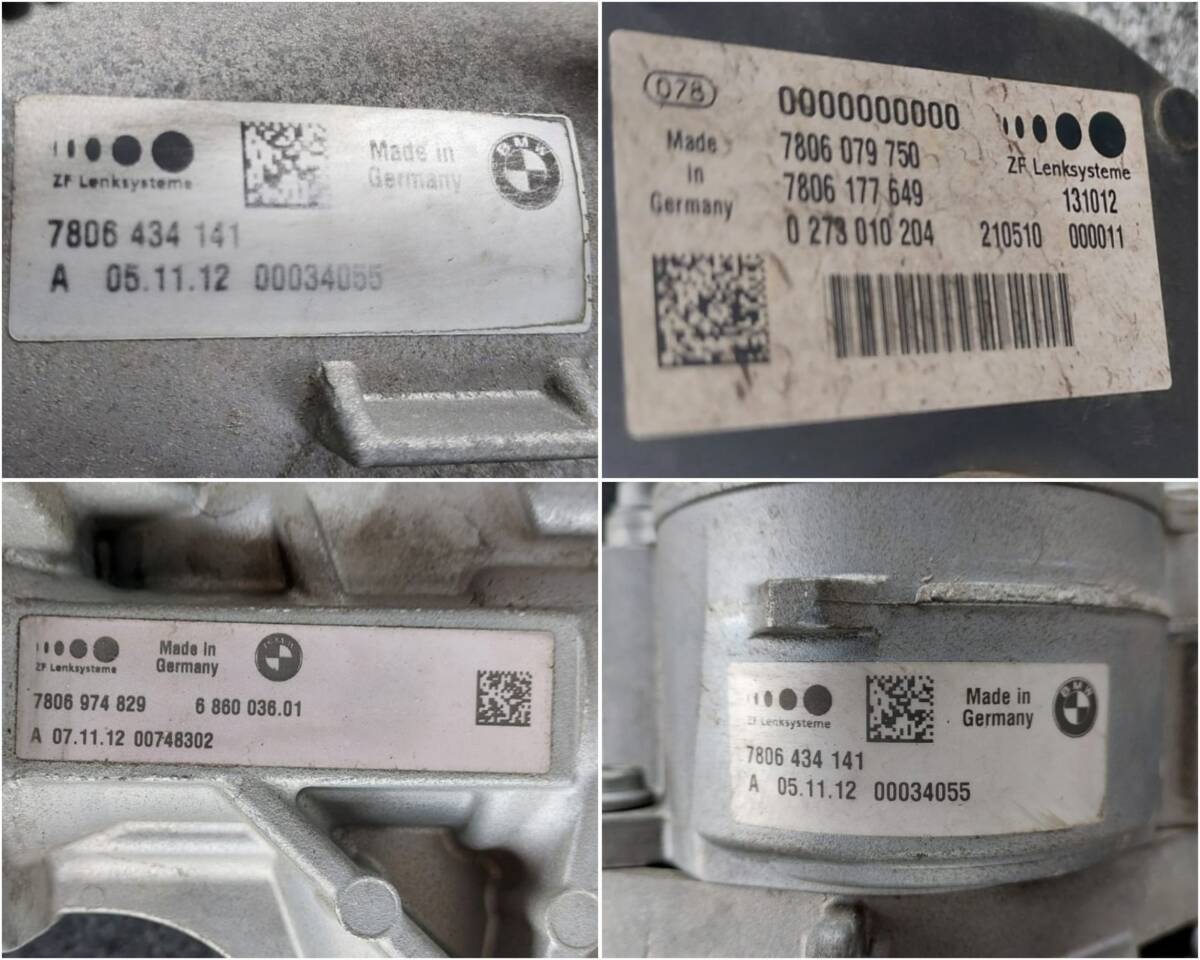 ZF Lenksysteme
Made in
Germany
BMW
7806 434 141
A 05.11.12 00034055
078
0000000000
Made
in
Germany
7806 079 750
7806 177 649
0 273 010 204
ZF Lenksysteme
131012
210510 000011
ZF Lenksysteme
Made in
Germany
7806 974 829 6 860 036.01
A 07.11.12 00748302
ZF Lenksysteme
Made in
Germany
BMW
7806 434 141
A 05.11.12 00034055